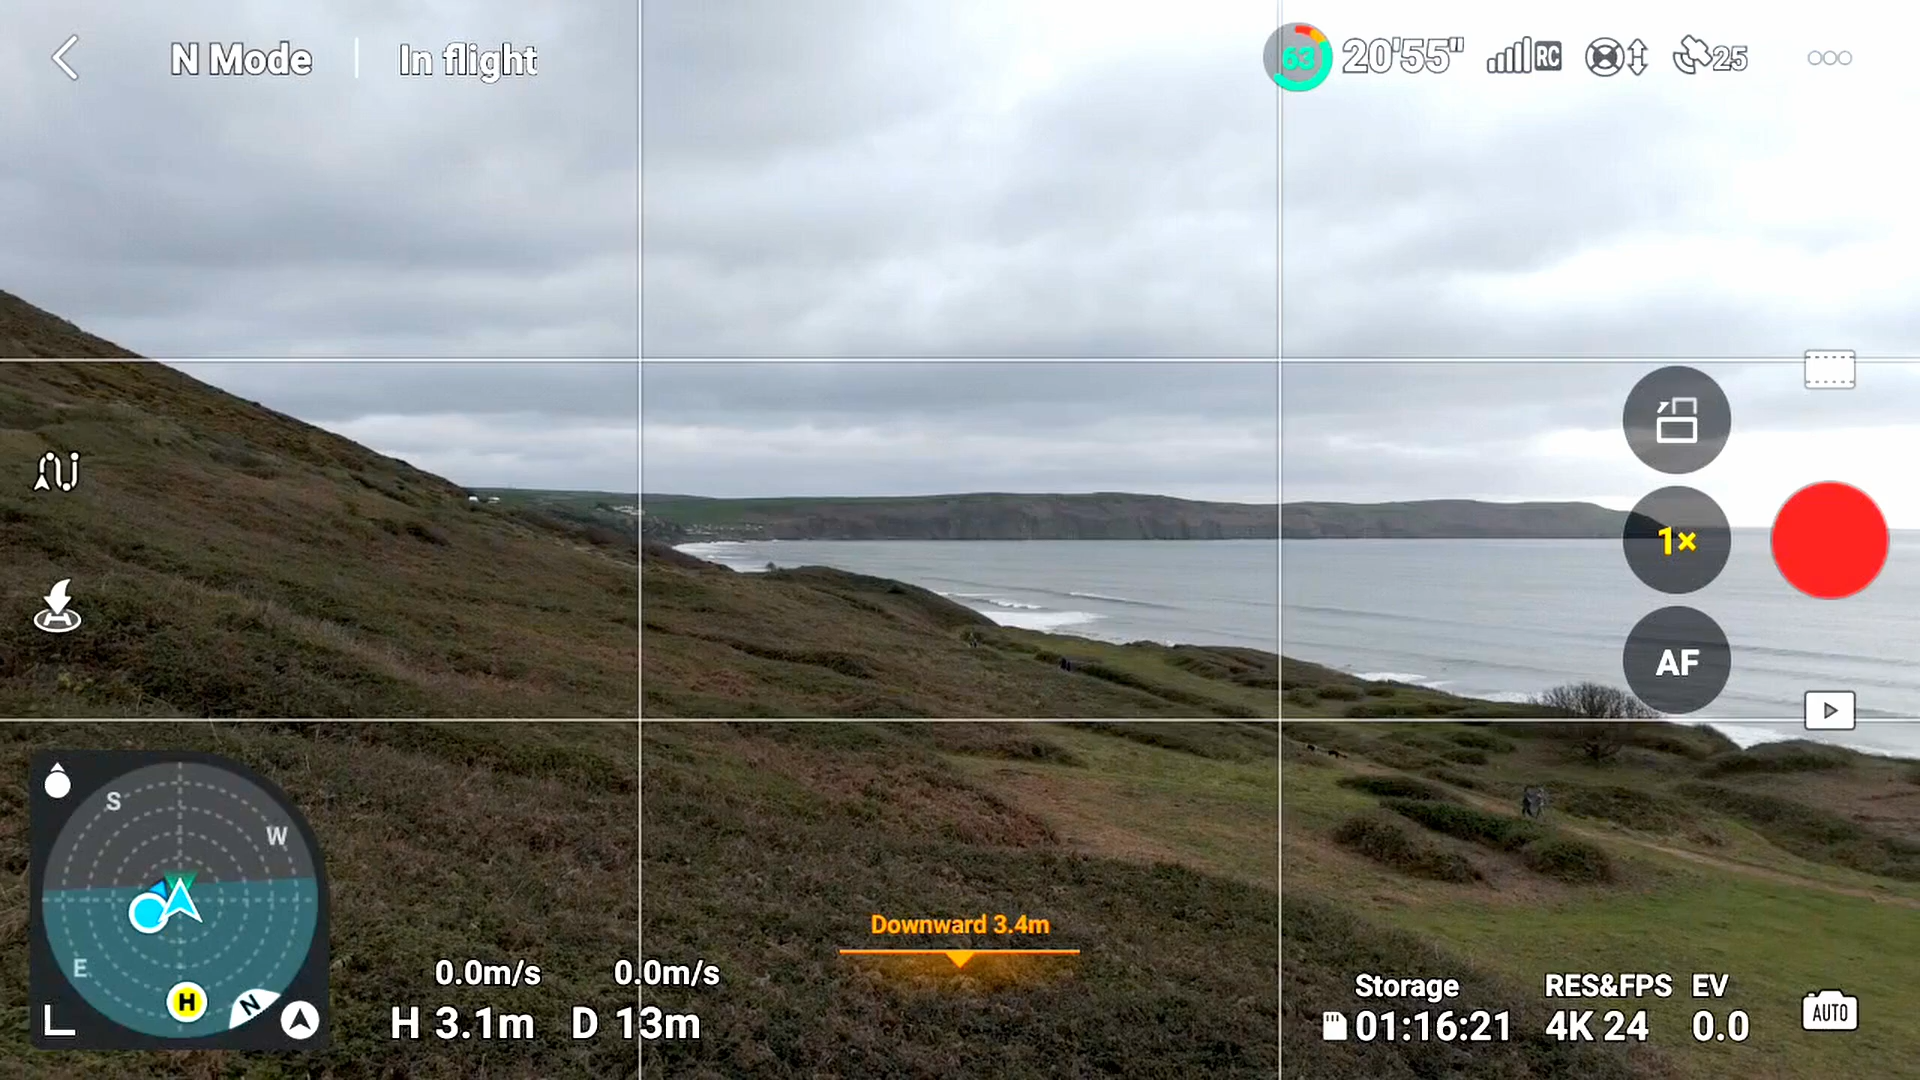 N Mode | In flight
63 20'55" RC 25
1×
AF
S
W
E
H
N
Downward 3.4m
0.0m/s 0.0m/s
H 3.1m D 13m
Storage RES&FPS EV
01:16:21 4K 24 0.0
AUTO